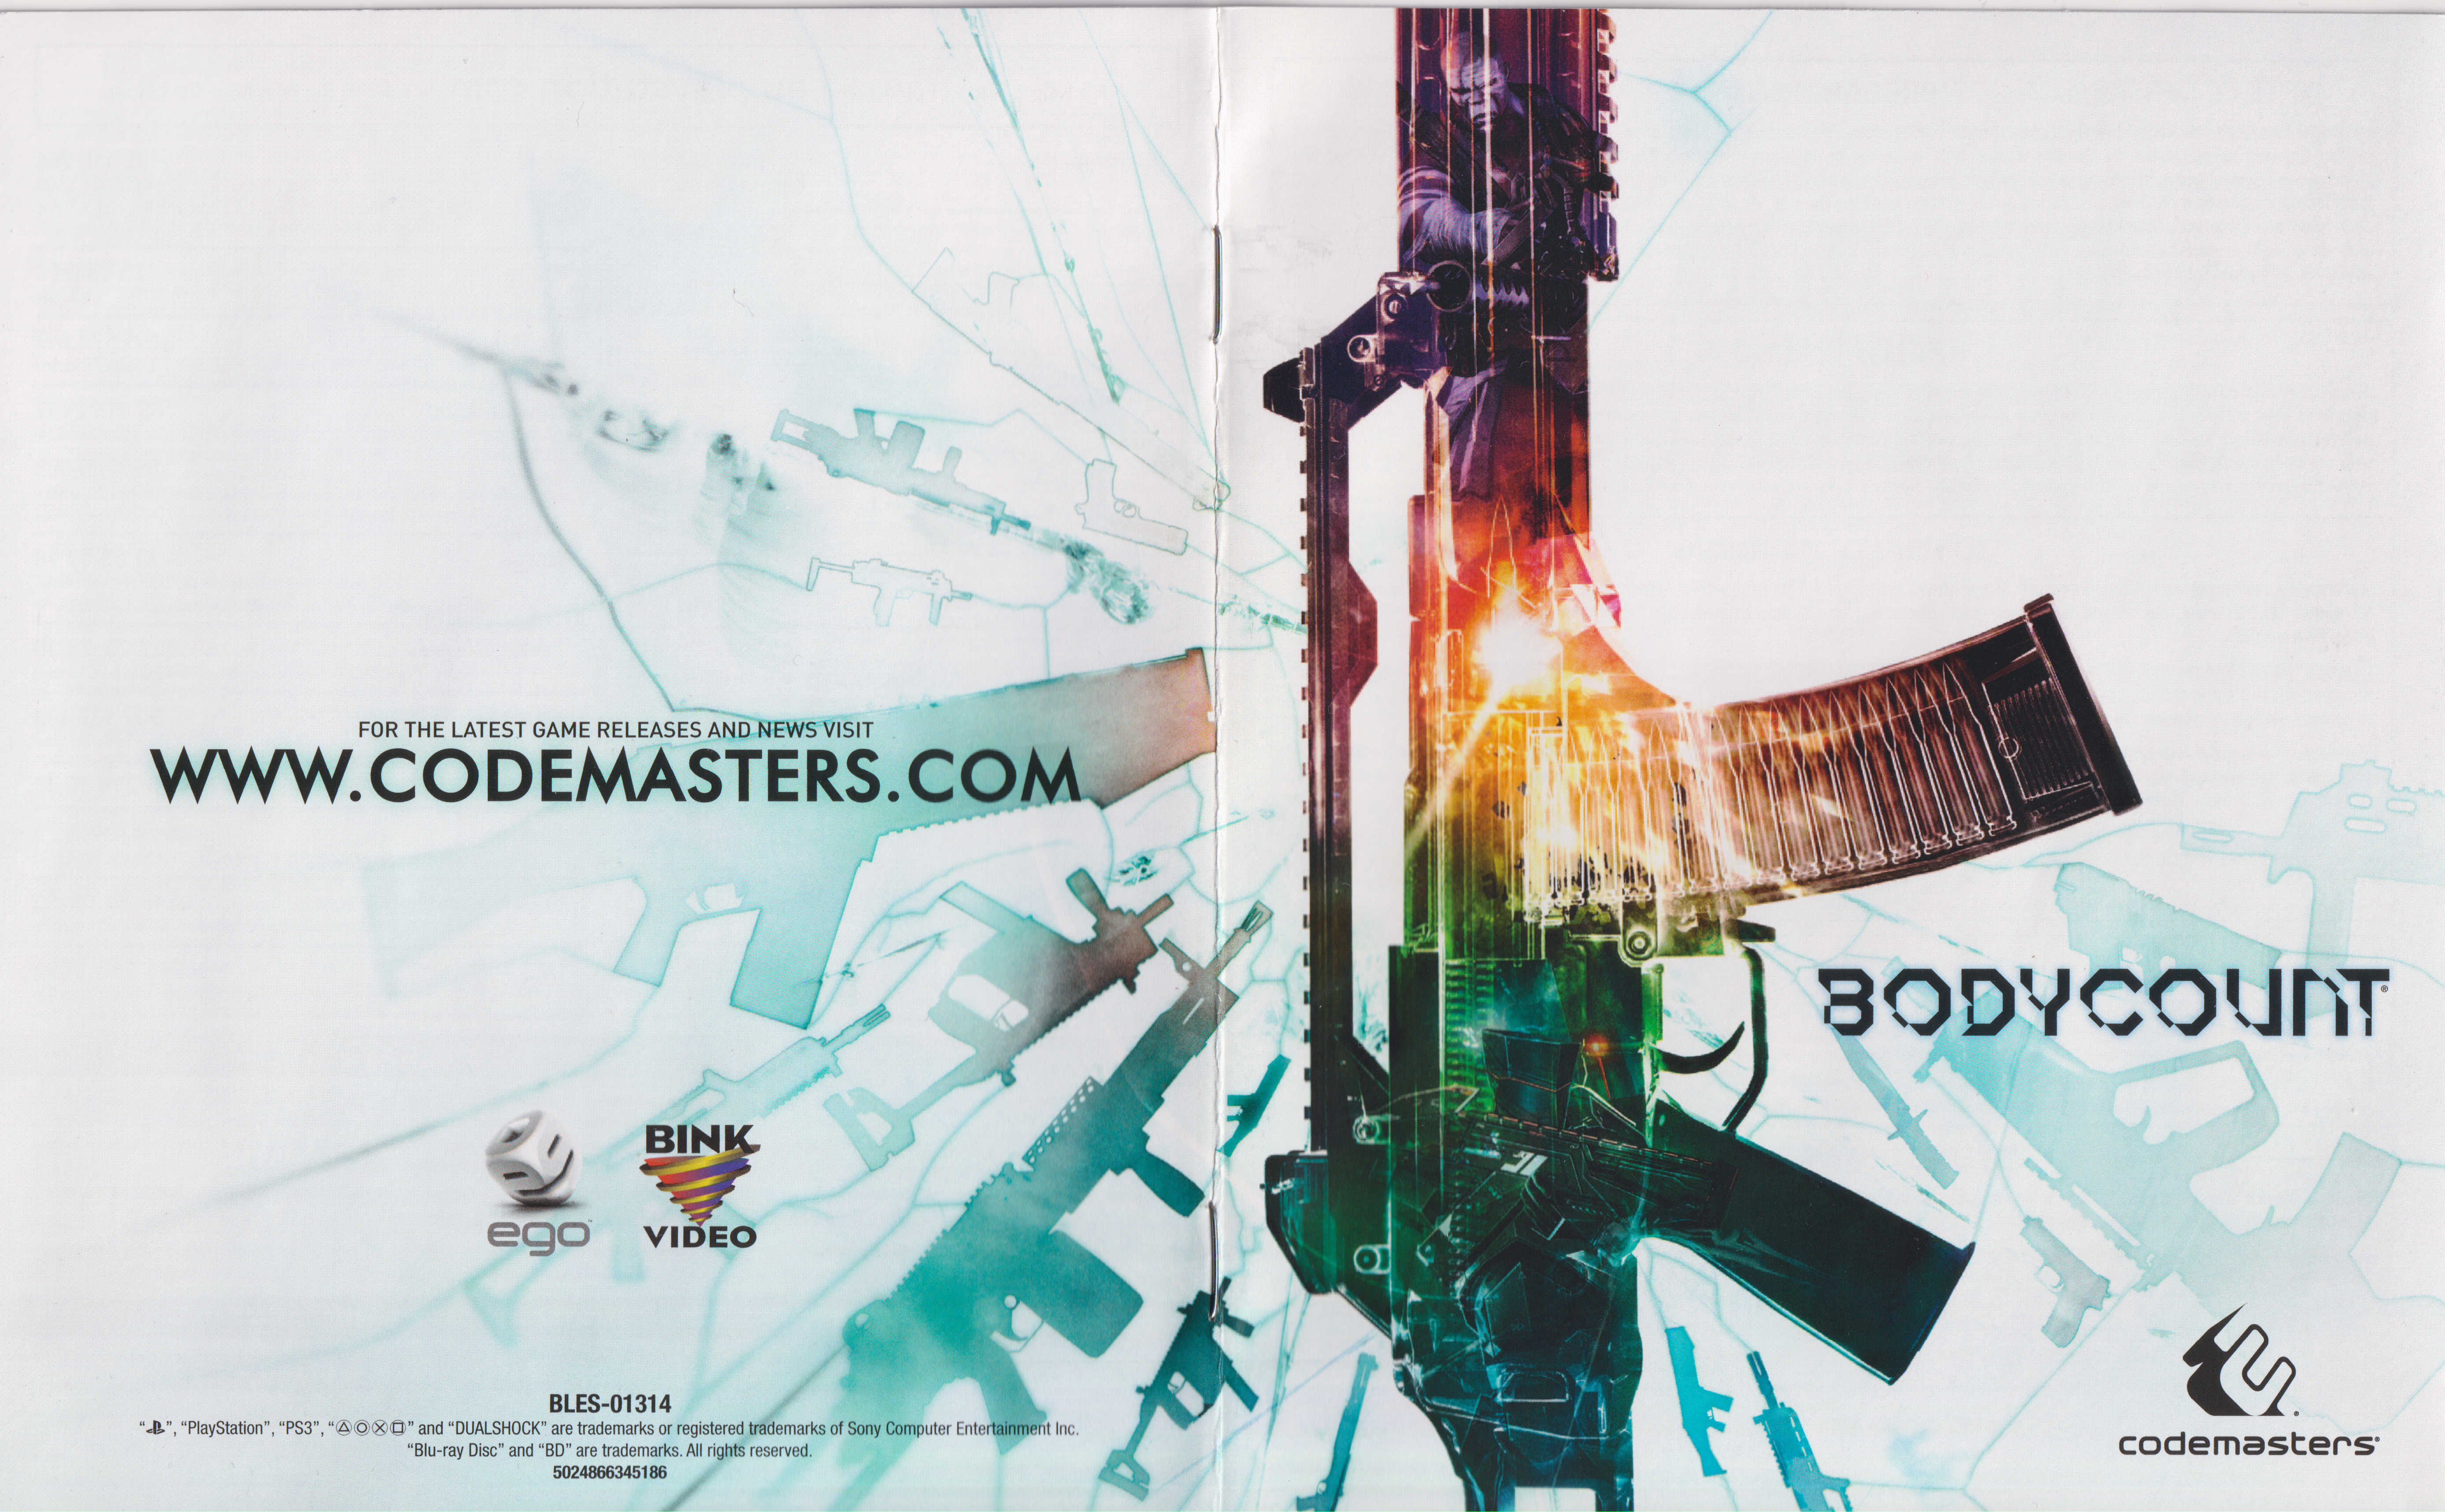 FOR THE LATEST GAME RELEASES AND NEWS VISIT
WWW.CODEMASTERS.COM
BODYCOUNT®
ego™
BINK
VIDEO
BLES-01314
“”, “PlayStation”, “PS3”, “△○✕□” and “DUALSHOCK” are trademarks or registered trademarks of Sony Computer Entertainment Inc.
“Blu-ray Disc” and “BD” are trademarks. All rights reserved.
5024866345186
codemasters®